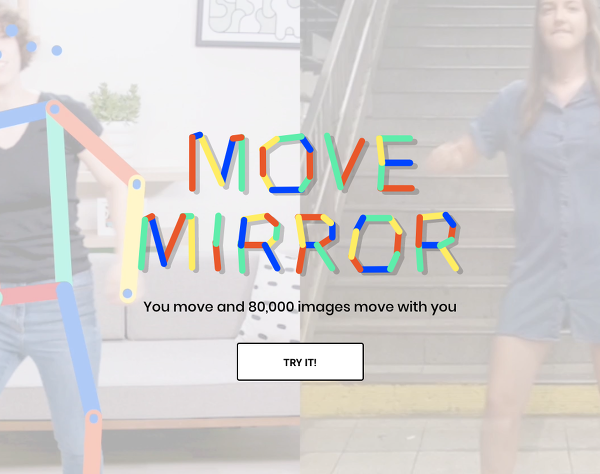 MOVE
MIRROR
You move and 80,000 images move with you
TRY IT!